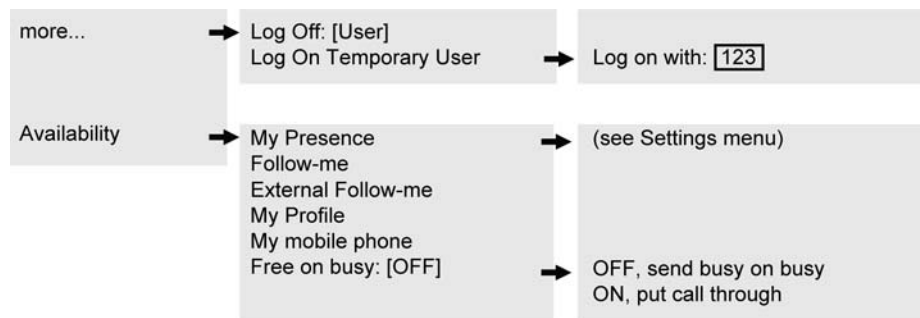 more...
Log Off: [User]
Log On Temporary User
Log on with: 123
Availability
My Presence
(see Settings menu)
Follow-me
External Follow-me
My Profile
My mobile phone
Free on busy: [OFF]
OFF, send busy on busy
ON, put call through